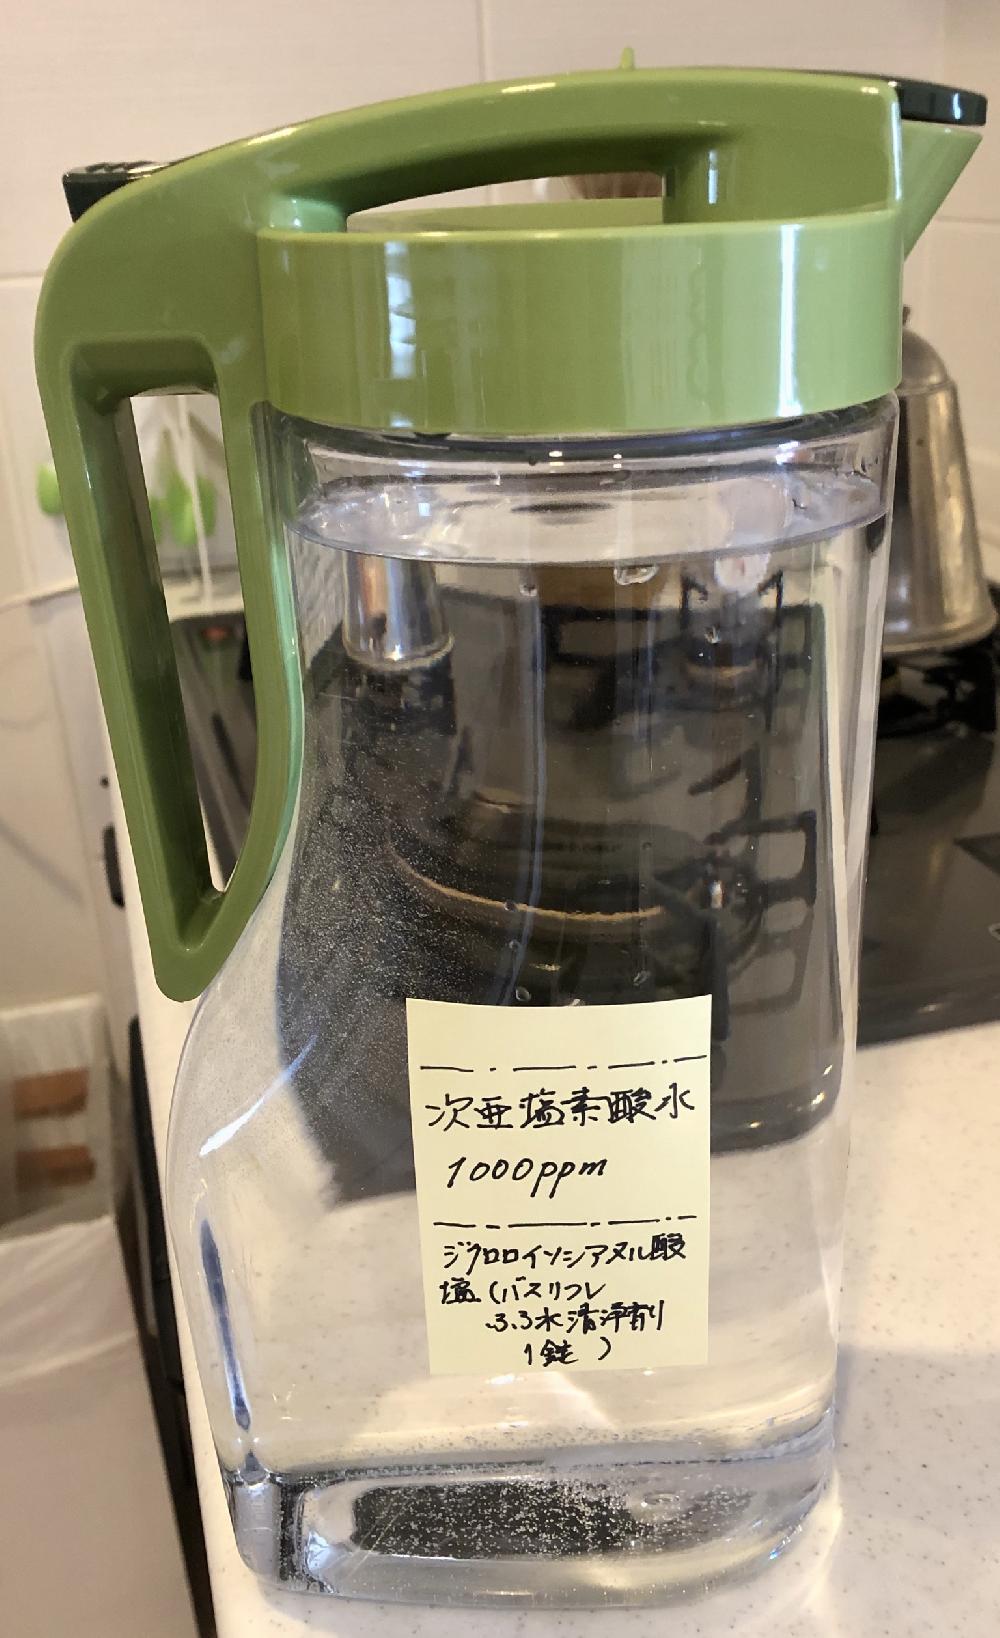 次亜塩素酸水
1000ppm
ジクロロイソシアヌル酸
塩(バスリフレ
ふろ水清浄剤
1錠)